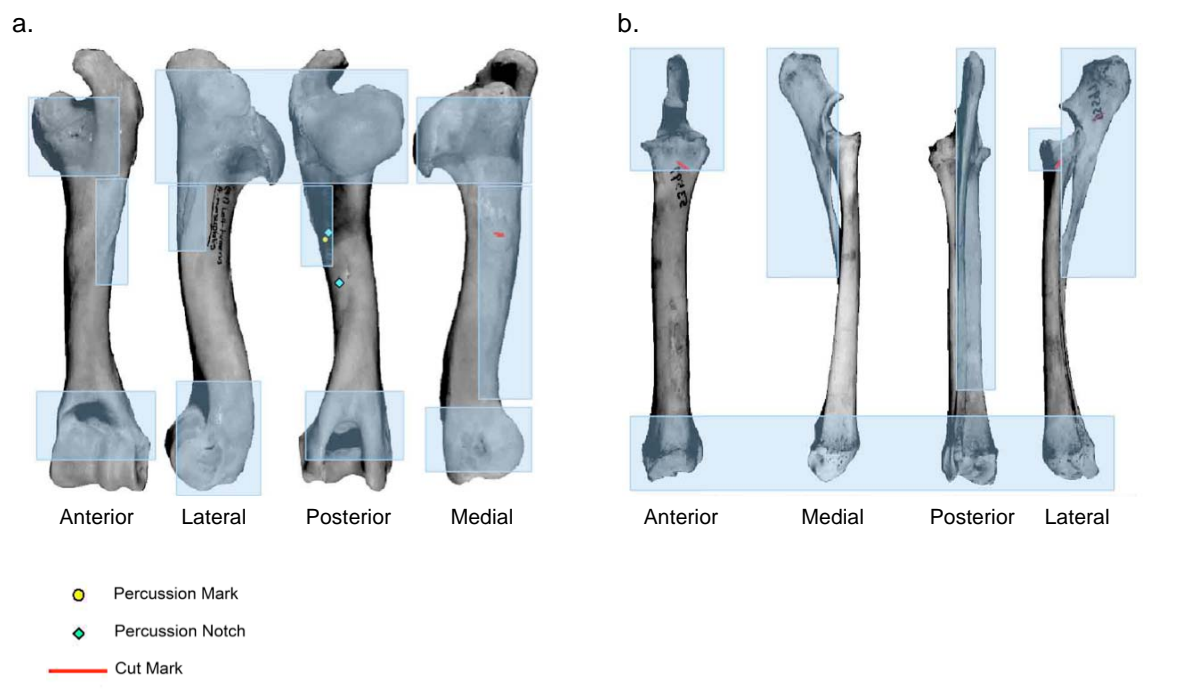 a.
b.
Anterior
Lateral
Posterior
Medial
Anterior
Medial
Posterior
Lateral
Percussion Mark
Percussion Notch
Cut Mark